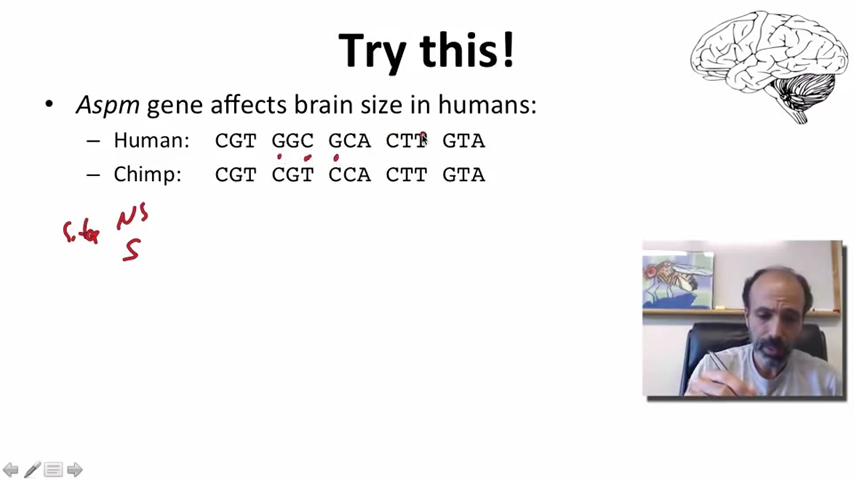 Try this!
• Aspm gene affects brain size in humans:
– Human: CGT GGC GCA CTT GTA
– Chimp: CGT CGT CCA CTT GTA
Sites NS
S